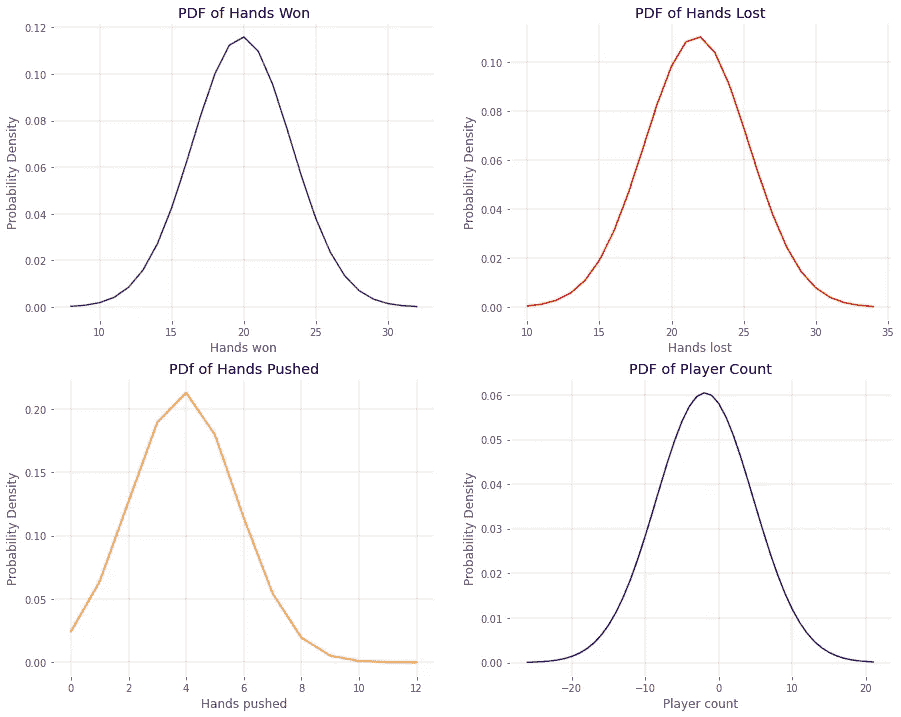 PDF of Hands Won
Probability Density
0.12
0.10
0.08
0.06
0.04
0.02
0.00
10 15 20 25 30
Hands won
PDF of Hands Lost
Probability Density
0.10
0.08
0.06
0.04
0.02
0.00
10 15 20 25 30 35
Hands lost
PDf of Hands Pushed
Probability Density
0.20
0.15
0.10
0.05
0.00
0 2 4 6 8 10 12
Hands pushed
PDF of Player Count
Probability Density
0.06
0.05
0.04
0.03
0.02
0.01
0.00
−20 −10 0 10 20
Player count